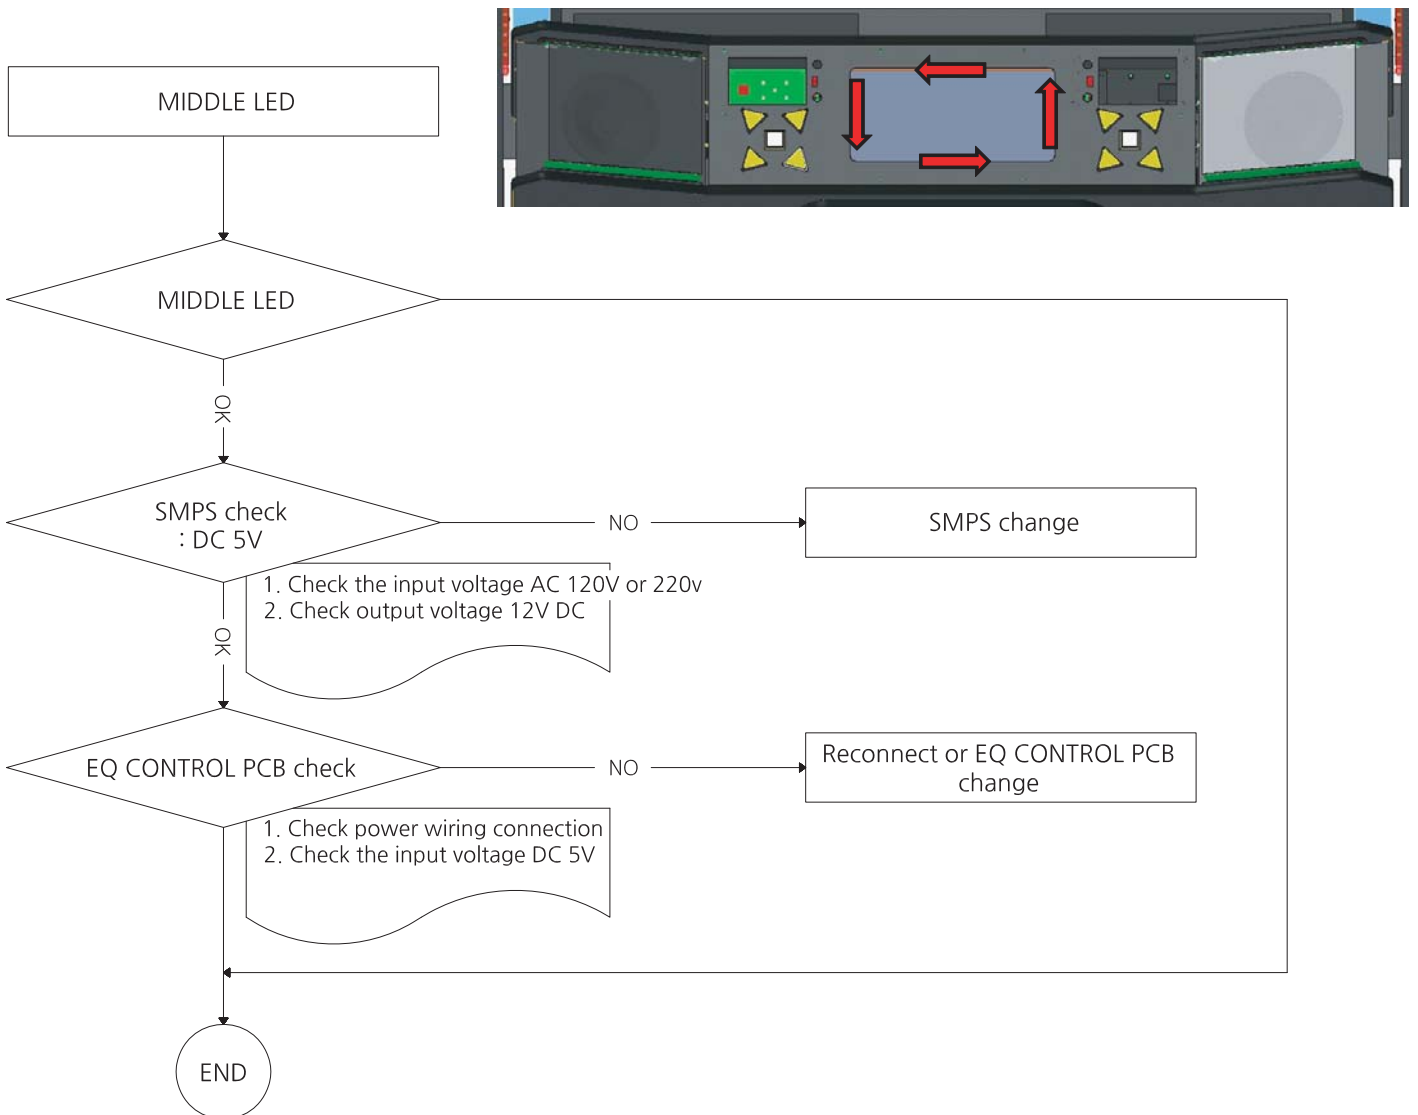 MIDDLE LED
MIDDLE LED
OK
SMPS check
: DC 5V
NO
SMPS change
1. Check the input voltage AC 120V or 220v
2. Check output voltage 12V DC
OK
EQ CONTROL PCB check
NO
Reconnect or EQ CONTROL PCB
change
1. Check power wiring connection
2. Check the input voltage DC 5V
END